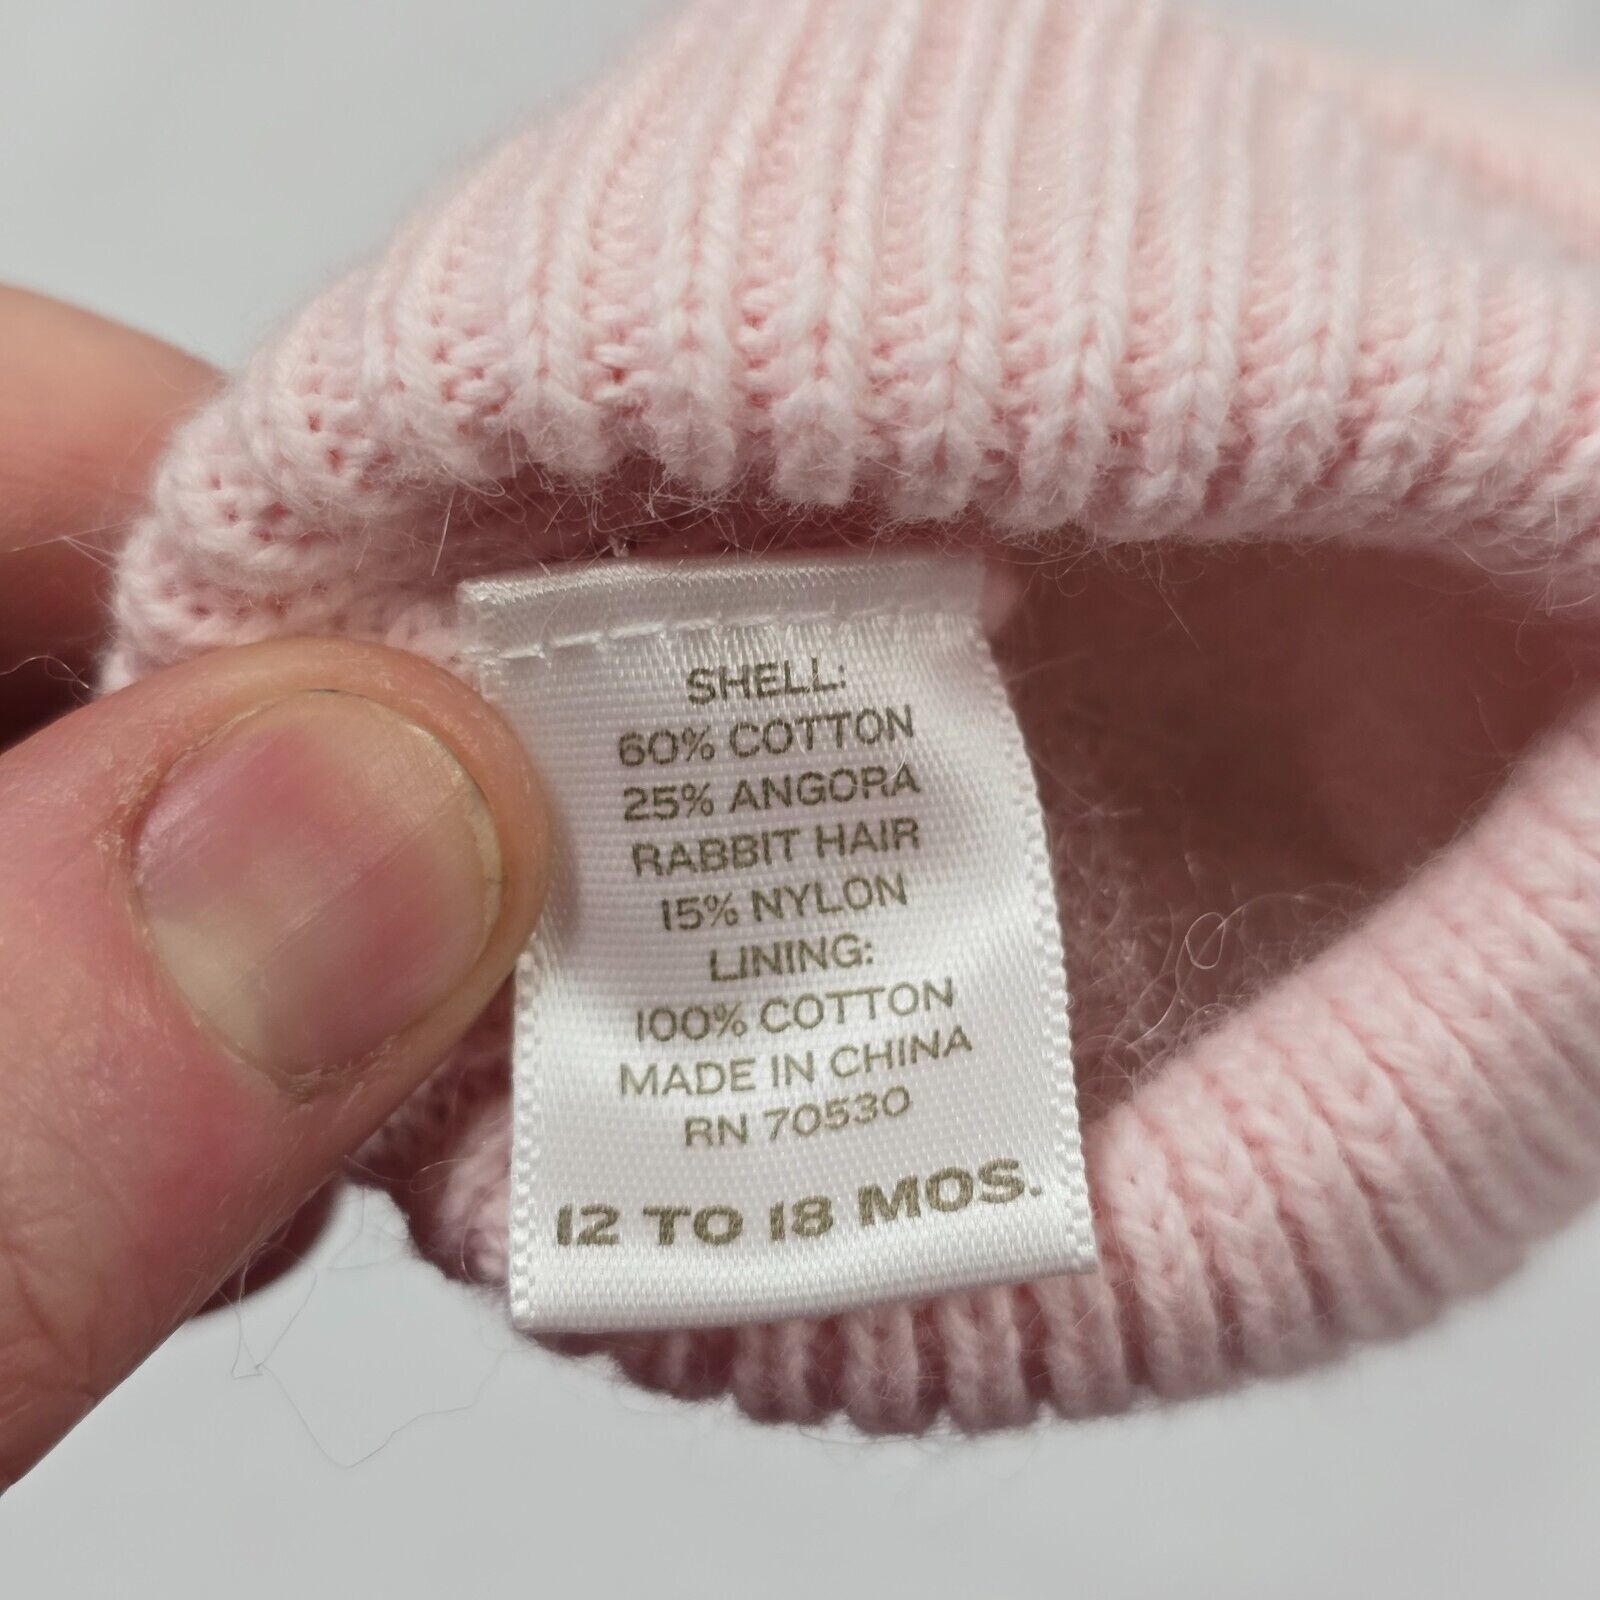 SHELL:
60% COTTON
25% ANGORA
RABBIT HAIR
15% NYLON
LINING:
100% COTTON
MADE IN CHINA
RN 70530
12 TO 18 MOS.